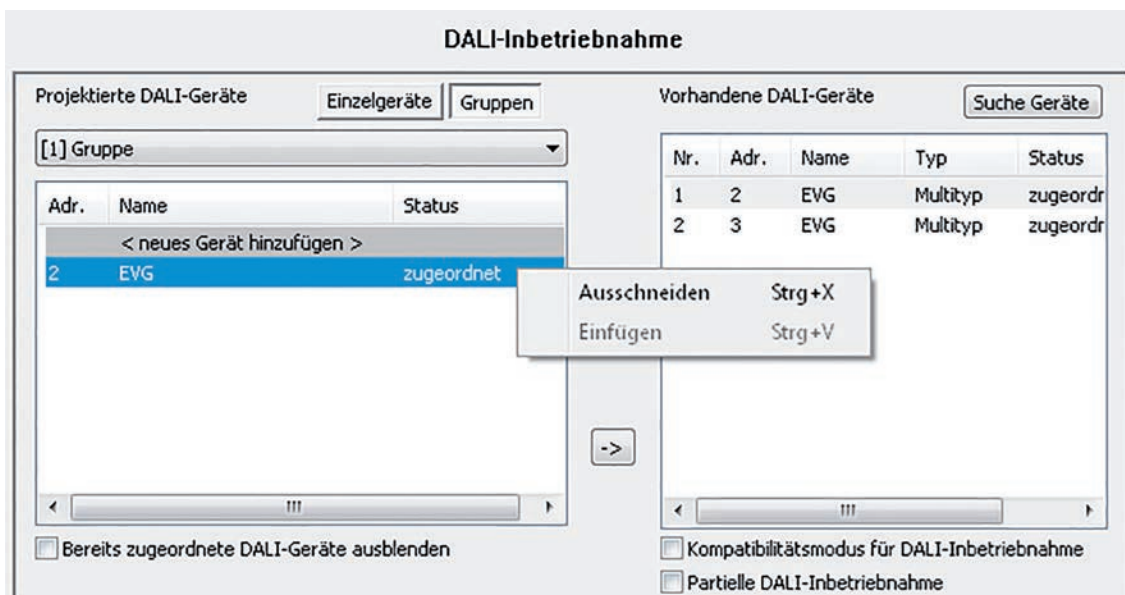 DALI-Inbetriebnahme
Projektierte DALI-Geräte
Einzelgeräte
Gruppen
[1] Gruppe
Adr. Name Status
< neues Gerät hinzufügen >
2 EVG zugeordnet
Ausschneiden Strg+X
Einfügen Strg+V
->
Bereits zugeordnete DALI-Geräte ausblenden
Vorhandene DALI-Geräte
Suche Geräte
Nr. Adr. Name Typ Status
1 2 EVG Multityp zugeordr
2 3 EVG Multityp zugeordr
Kompatibilitätsmodus für DALI-Inbetriebnahme
Partielle DALI-Inbetriebnahme